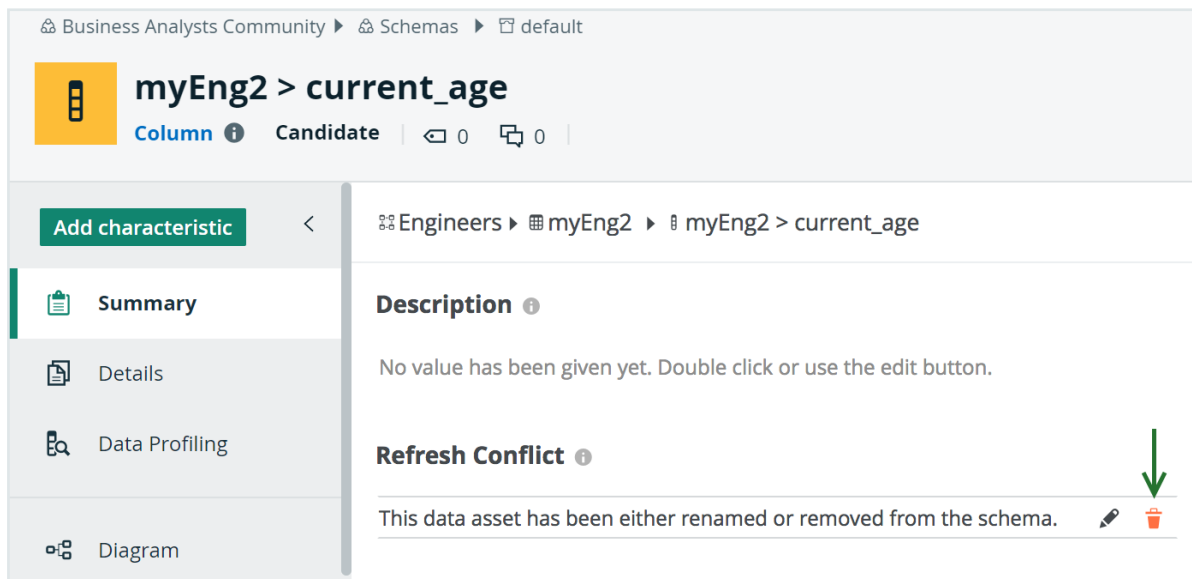 Business Analysts Community Schemas default
myEng2 > current_age
Column Candidate 0 0
Add characteristic
Engineers myEng2 myEng2 > current_age
Summary
Description
Details
No value has been given yet. Double click or use the edit button.
Data Profiling
Refresh Conflict
This data asset has been either renamed or removed from the schema.
Diagram